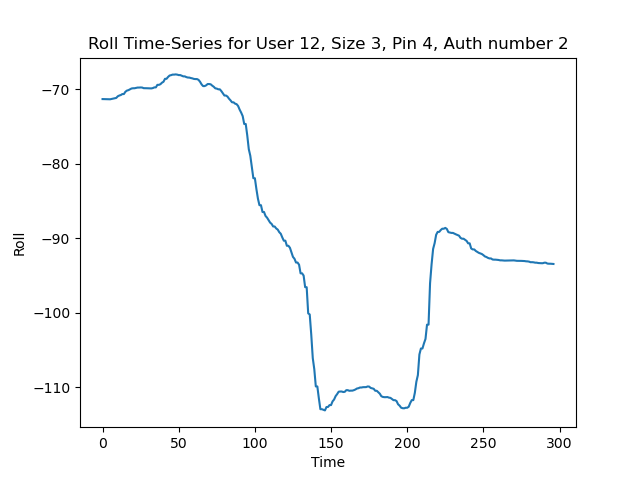 Roll Time-Series for User 12, Size 3, Pin 4, Auth number 2
−70
−80
−90
−100
−110
Roll
0 50 100 150 200 250 300
Time